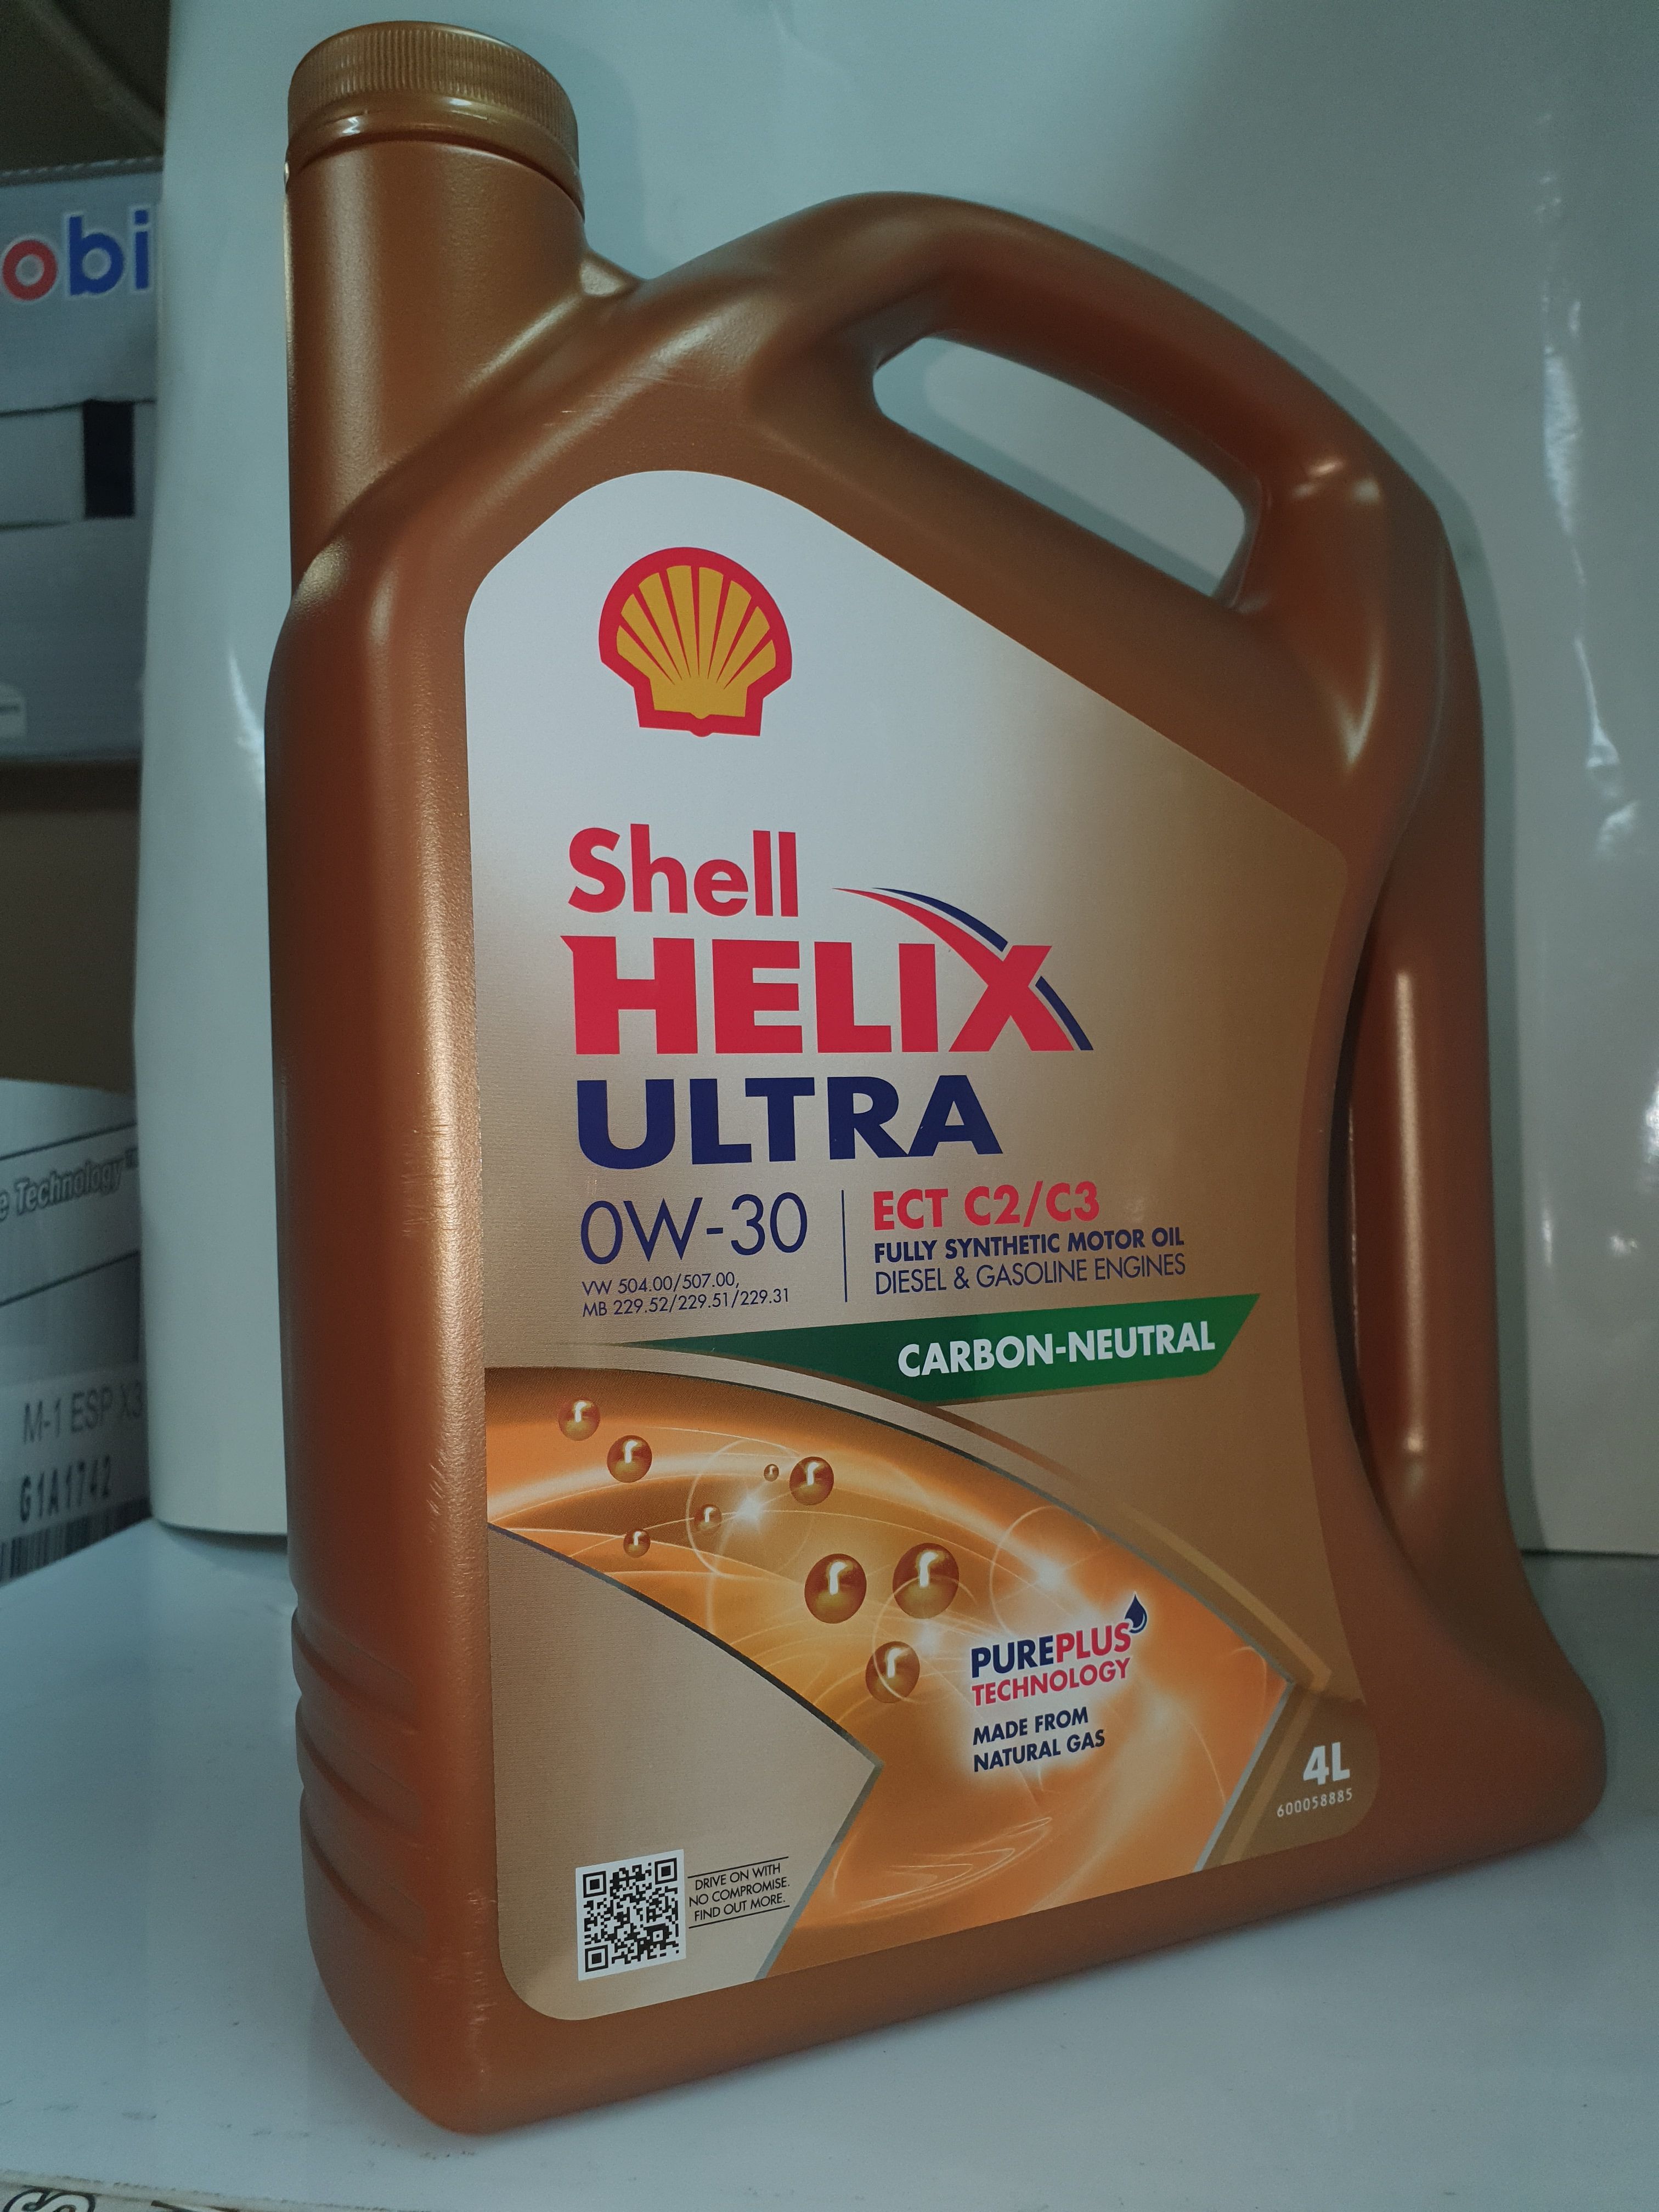 obi
Shell
HELIX
ULTRA
0W-30
VW 504.00/507.00,
MB 229.52/229.51/229.31
ECT C2/C3
FULLY SYNTHETIC MOTOR OIL
DIESEL & GASOLINE ENGINES
CARBON-NEUTRAL
e Technology
M-1 ESP X3
G1A1742
PUREPLUS
TECHNOLOGY
MADE FROM
NATURAL GAS
4L
600058885
DRIVE ON WITH
NO COMPROMISE.
FIND OUT MORE.